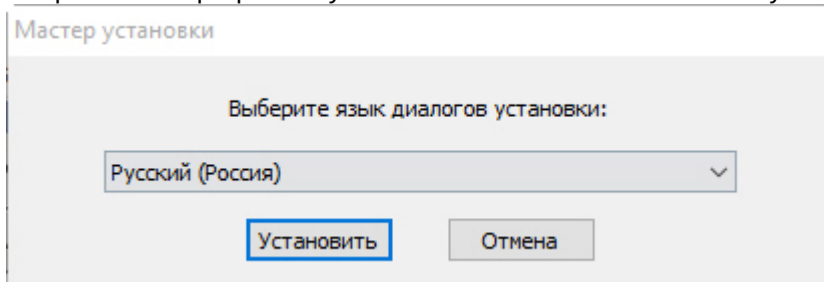 Мастер установки
Выберите язык диалогов установки:
Русский (Россия)
Установить
Отмена